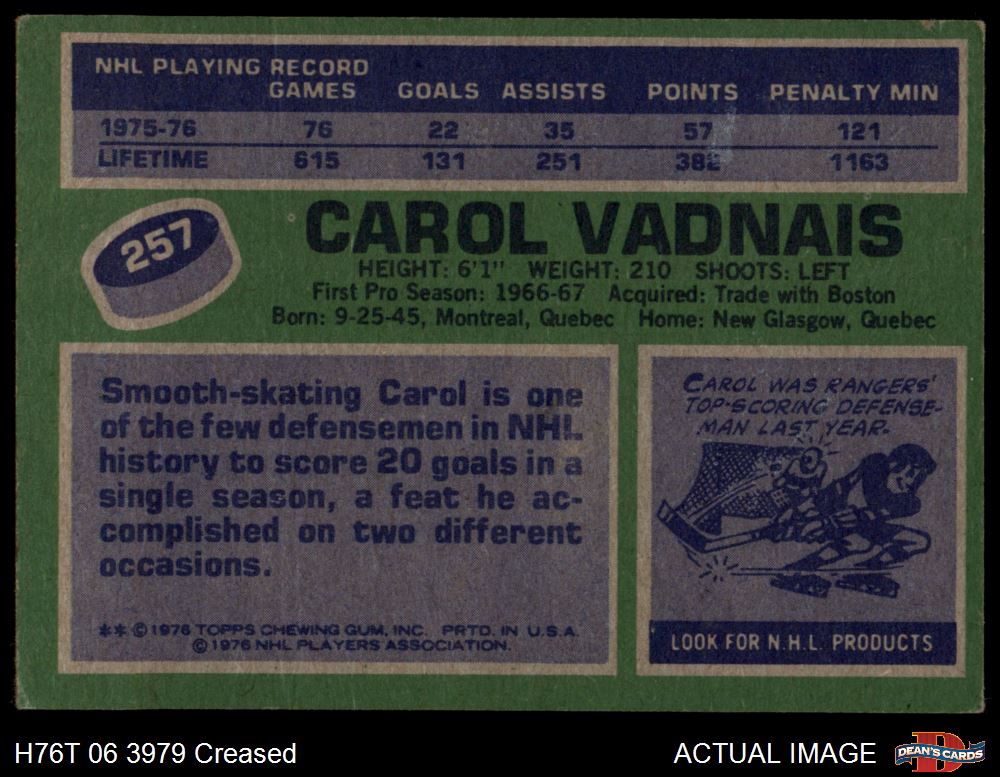 NHL PLAYING RECORD
GAMES GOALS ASSISTS POINTS PENALTY MIN
1975-76 76 22 35 57 121
LIFETIME 615 131 251 382 1163
257
CAROL VADNAIS
HEIGHT: 6'1" WEIGHT: 210 SHOOTS: LEFT
First Pro Season: 1966-67 Acquired: Trade with Boston
Born: 9-25-45, Montreal, Quebec Home: New Glasgow, Quebec
Smooth-skating Carol is one
of the few defensemen in NHL
history to score 20 goals in a
single season, a feat he ac-
complished on two different
occasions.
** © 1976 TOPPS CHEWING GUM, INC. PRTD. IN U.S.A.
© 1976 NHL PLAYERS ASSOCIATION.
CAROL WAS RANGERS'
TOP-SCORING DEFENSE-
MAN LAST YEAR.
LOOK FOR N.H.L. PRODUCTS
H76T 06 3979 Creased
ACTUAL IMAGE
DEAN'S CARDS